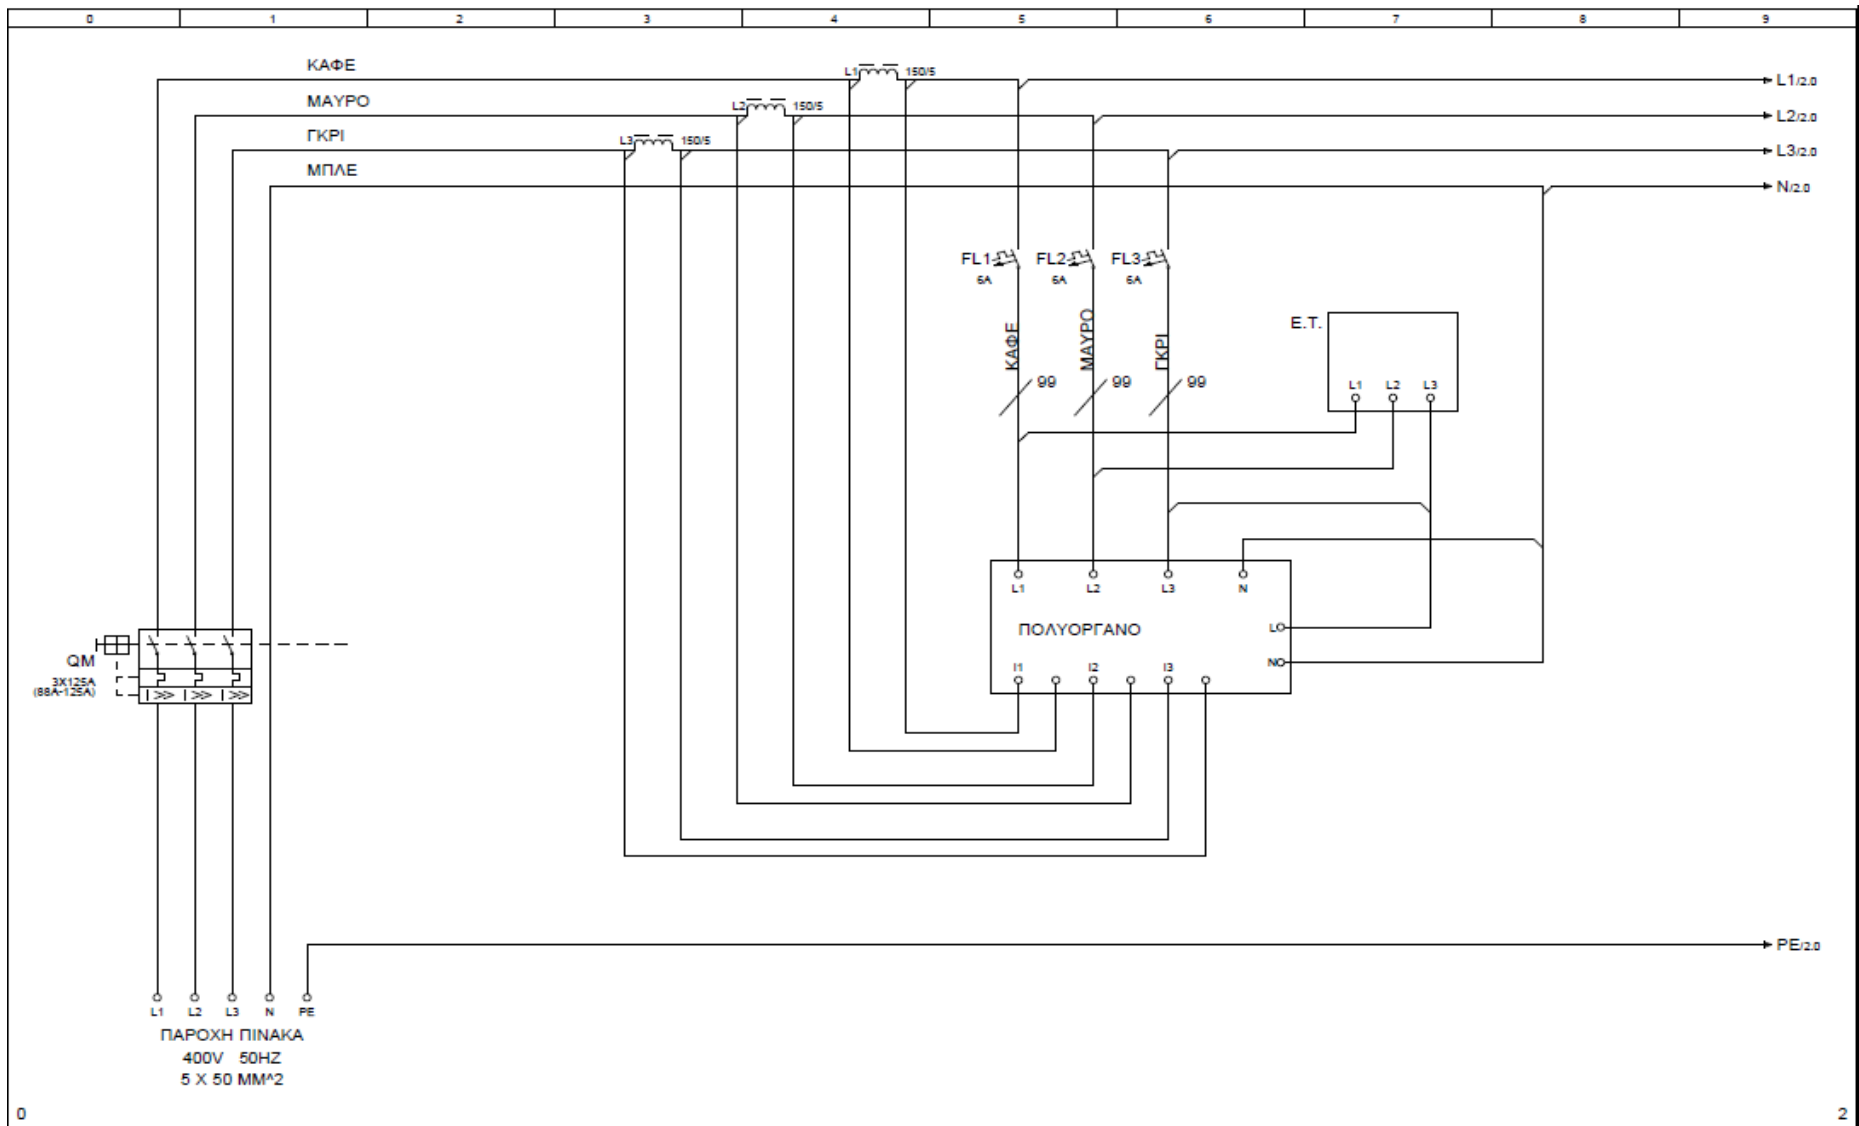 0 1 2 3 4 5 6 7 8 9
ΚΑΦΕ
L1 150/5
L1/2.0
ΜΑΥΡΟ
L2 150/5
L2/2.0
ΓΚΡΙ
L3 150/5
L3/2.0
ΜΠΛΕ
N/2.0
FL1 FL2 FL3
6A 6A 6A
Ε.Τ.
ΚΑΦΕ ΜΑΥΡΟ ΓΚΡΙ
99 99 99
L1 L2 L3
L1 L2 L3 N
ΠΟΛΥΟΡΓΑΝΟ
L
N
I1 I2 I3
QM
3X125A
(88A-125A)
I>> I>> I>>
PE/2.0
L1 L2 L3 N PE
ΠΑΡΟΧΗ ΠΙΝΑΚΑ
400V 50HZ
5 X 50 MM^2
0 2